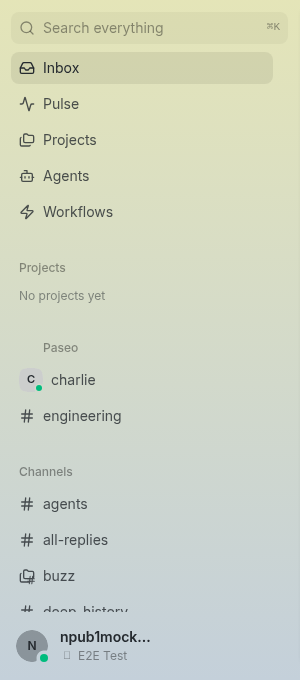 Search everything ⌘K
Inbox
Pulse
Projects
Agents
Workflows
Projects
No projects yet
Paseo
C charlie
engineering
Channels
agents
all-replies
buzz
deep_history
N npub1mock…
E2E Test